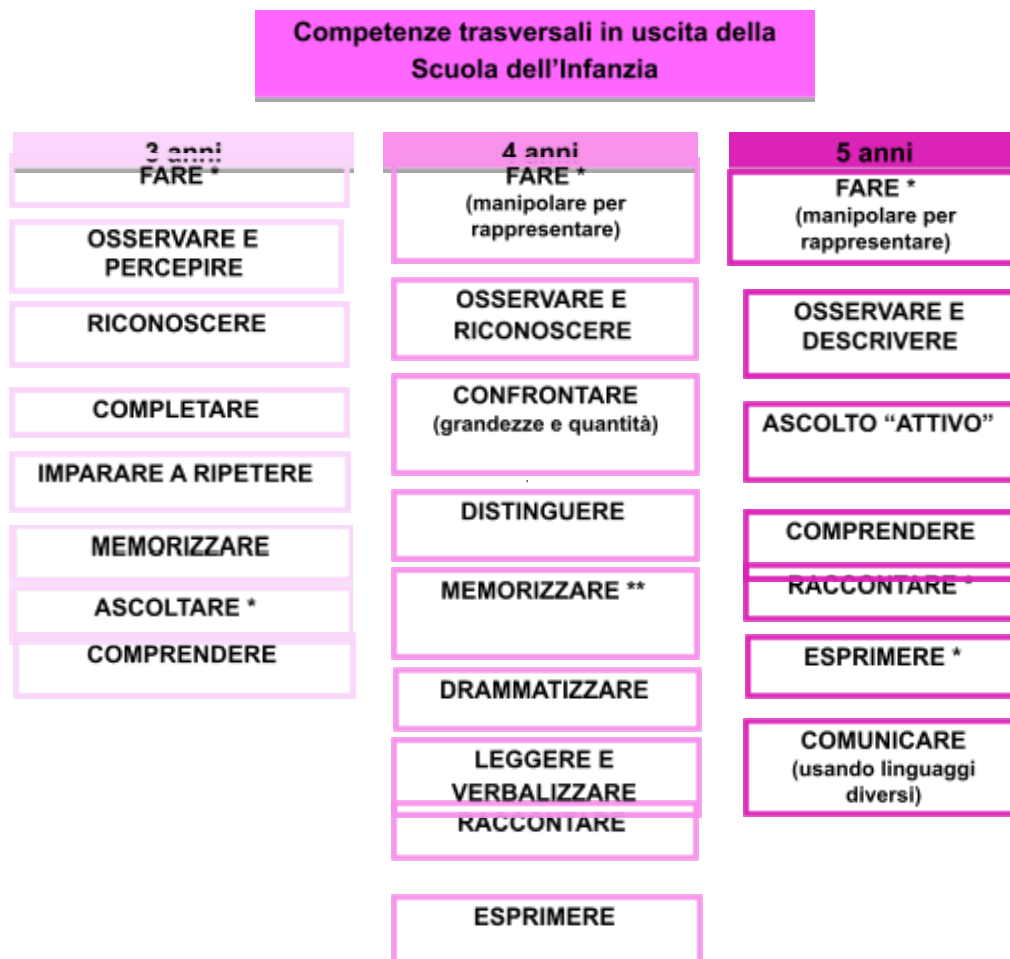 Competenze trasversali in uscita della
Scuola dell’Infanzia
3 anni
FARE *
OSSERVARE E
PERCEPIRE
RICONOSCERE
COMPLETARE
IMPARARE A RIPETERE
MEMORIZZARE
ASCOLTARE *
COMPRENDERE
4 anni
FARE *
(manipolare per
rappresentare)
OSSERVARE E
RICONOSCERE
CONFRONTARE
(grandezze e quantità)
.
DISTINGUERE
MEMORIZZARE **
DRAMMATIZZARE
LEGGERE E
VERBALIZZARE
RACCONTARE
ESPRIMERE
5 anni
FARE *
(manipolare per
rappresentare)
OSSERVARE E
DESCRIVERE
ASCOLTO “ATTIVO”
COMPRENDERE
RACCONTARE *
ESPRIMERE *
COMUNICARE
(usando linguaggi
diversi)